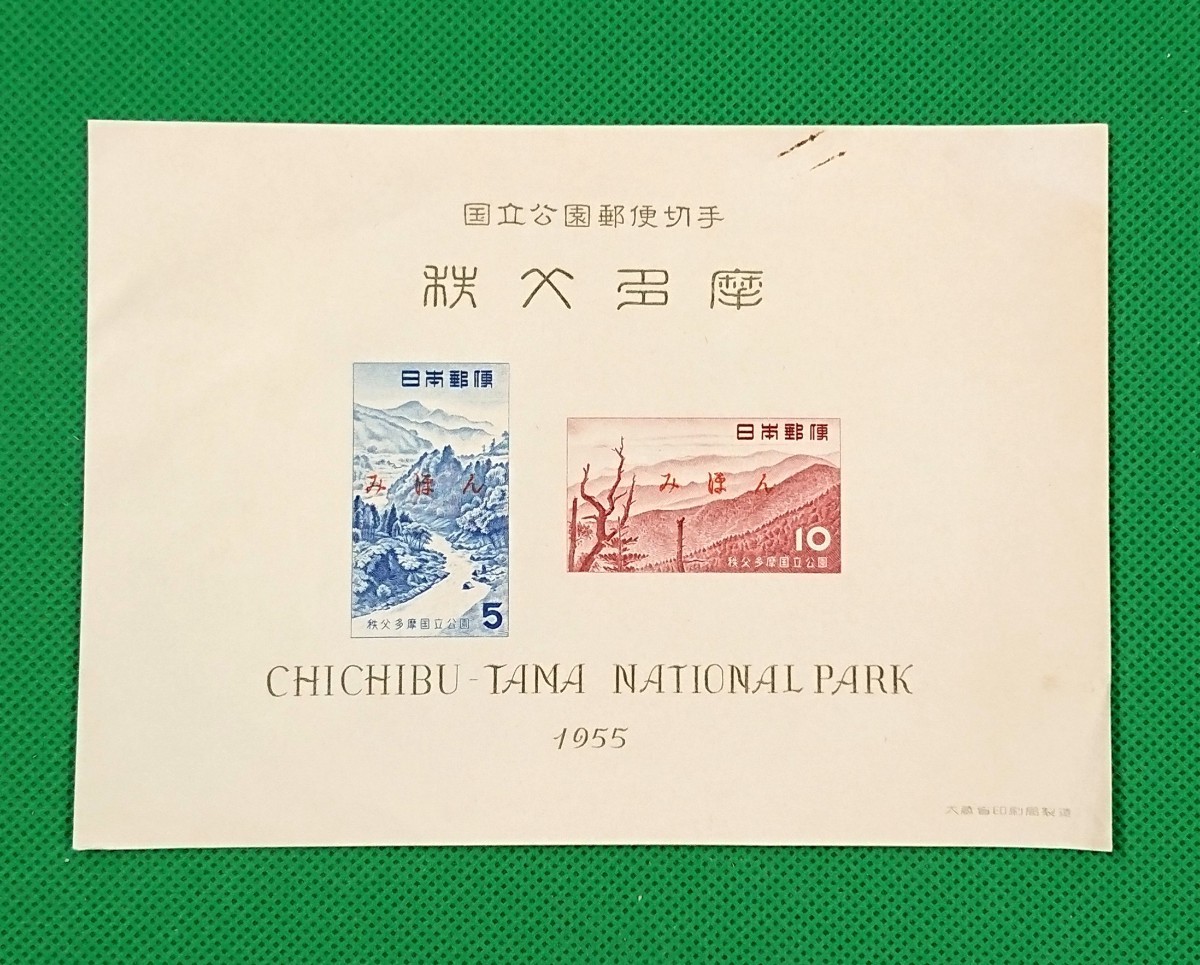 国立公園郵便切手
秩父多摩
日本郵便
みほん
秩父多摩国立公園 5
日本郵便
みほん
10
秩父多摩国立公園
CHICHIBU-TAMA NATIONAL PARK
1955
大蔵省印刷局製造